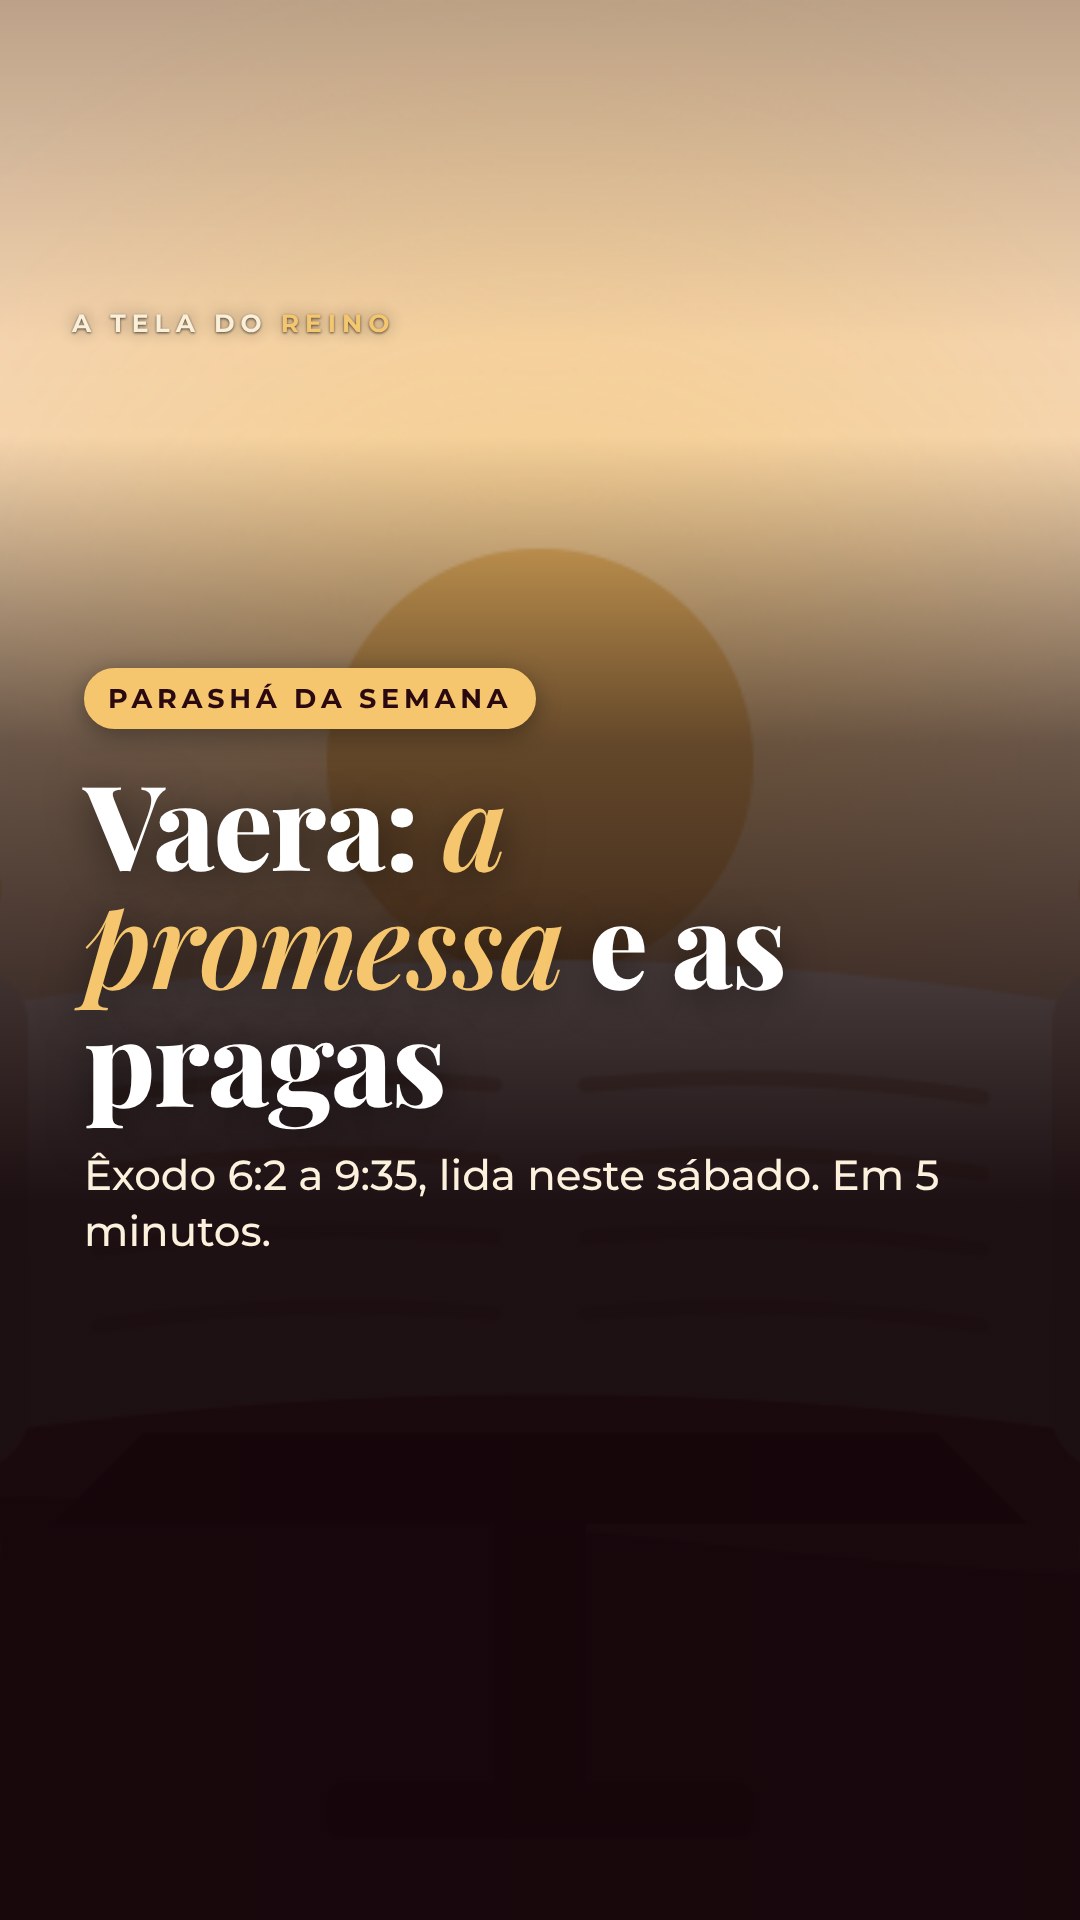 A TELA DO REINO
PARASHÁ DA SEMANA
Vaera: a
promessa e as
pragas
Êxodo 6:2 a 9:35, lida neste sábado. Em 5
minutos.